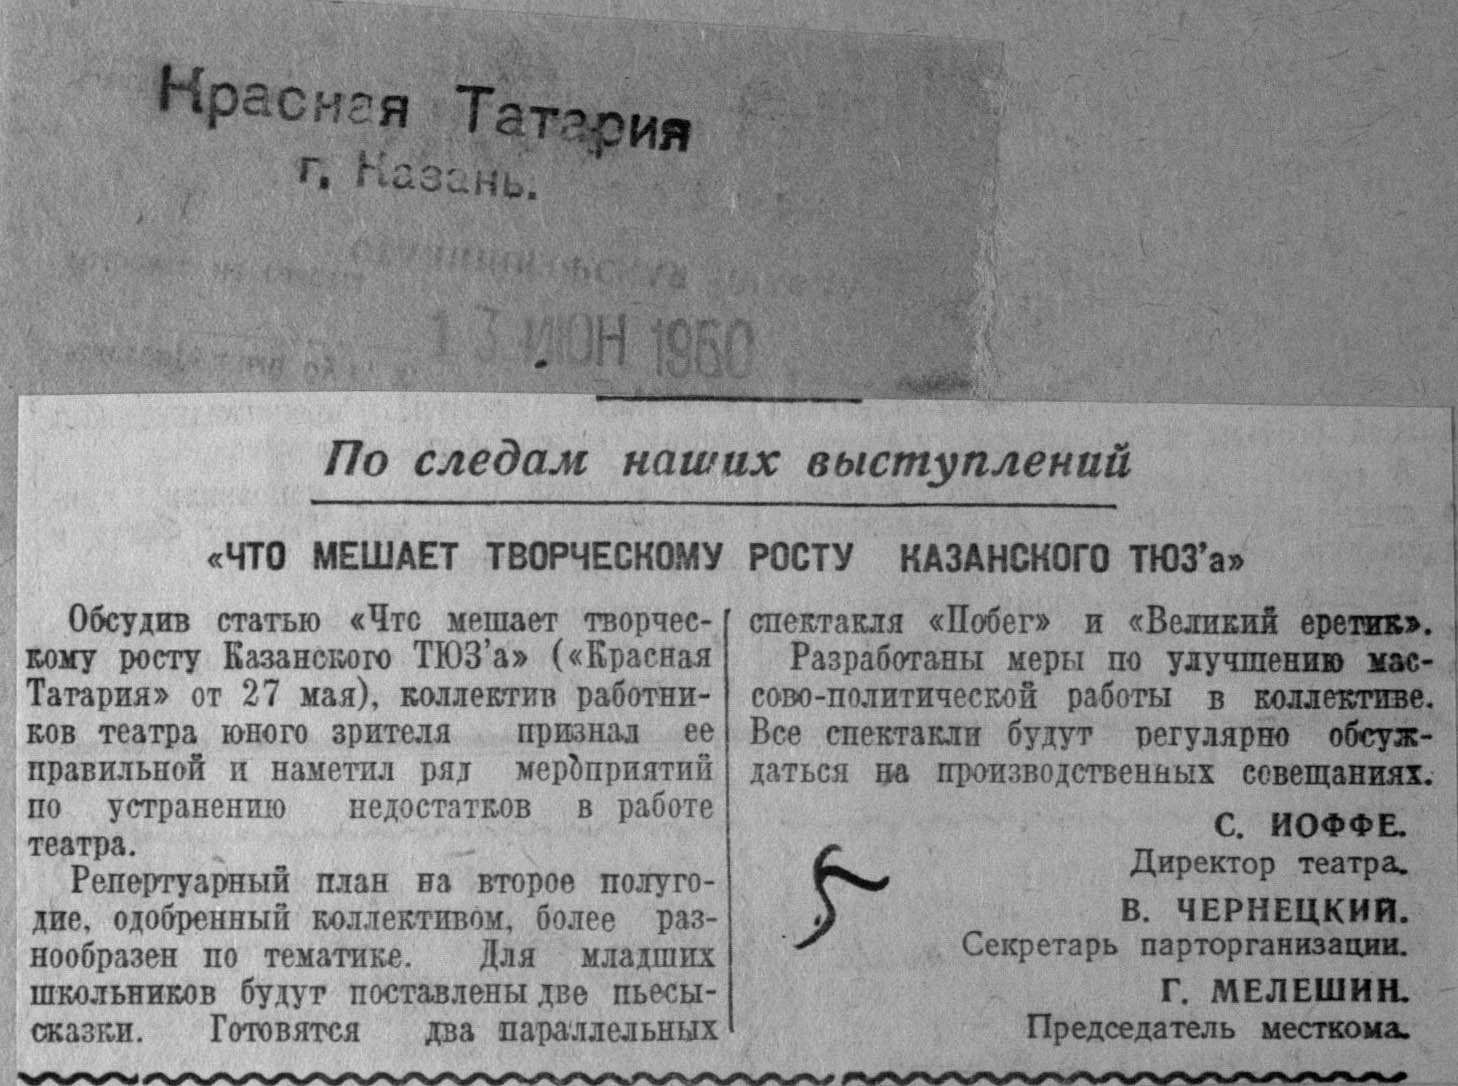 Красная Татария
г. Казань.
13 ИЮН 1950
По следам наших выступлений
«ЧТО МЕШАЕТ ТВОРЧЕСКОМУ РОСТУ КАЗАНСКОГО ТЮЗ'а»
Обсудив статью «Что мешает творчес-
кому росту Казанского ТЮЗ'а» («Красная
Татария» от 27 мая), коллектив работни-
ков театра юного зрителя признал ее
правильной и наметил ряд мероприятий
по устранению недостатков в работе
театра.
Репертуарный план на второе полуго-
дие, одобренный коллективом, более раз-
нообразен по тематике. Для младших
школьников будут поставлены две пьесы-
сказки. Готовятся два параллельных
спектакля «Побег» и «Великий еретик».
Разработаны меры по улучшению мас-
сово-политической работы в коллективе.
Все спектакли будут регулярно обсуж-
даться на производственных совещаниях.
С. ИОФФЕ.
Директор театра.
В. ЧЕРНЕЦКИЙ.
Секретарь парторганизации.
Г. МЕЛЕШИН.
Председатель месткома.